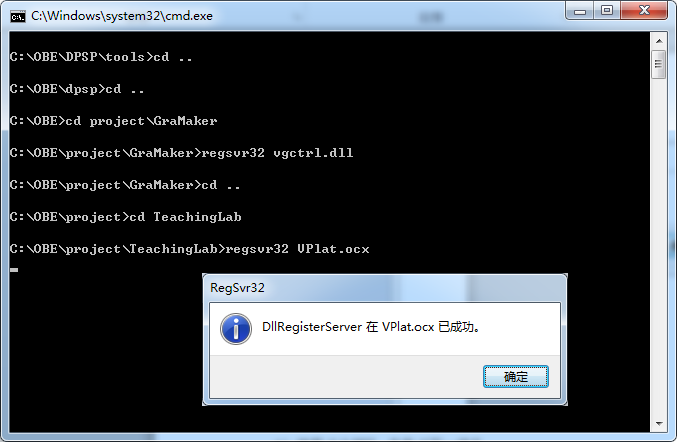 C:\Windows\system32\cmd.exe
C:\OBE\DPSP\tools>cd ..
C:\OBE\dpsp>cd ..
C:\OBE>cd project\GraMaker
C:\OBE\project\GraMaker>regsvr32 vgctrl.dll
C:\OBE\project\GraMaker>cd ..
C:\OBE\project>cd TeachingLab
C:\OBE\project\TeachingLab>regsvr32 VPlat.ocx
RegSvr32
DllRegisterServer 在 VPlat.ocx 已成功。
确定